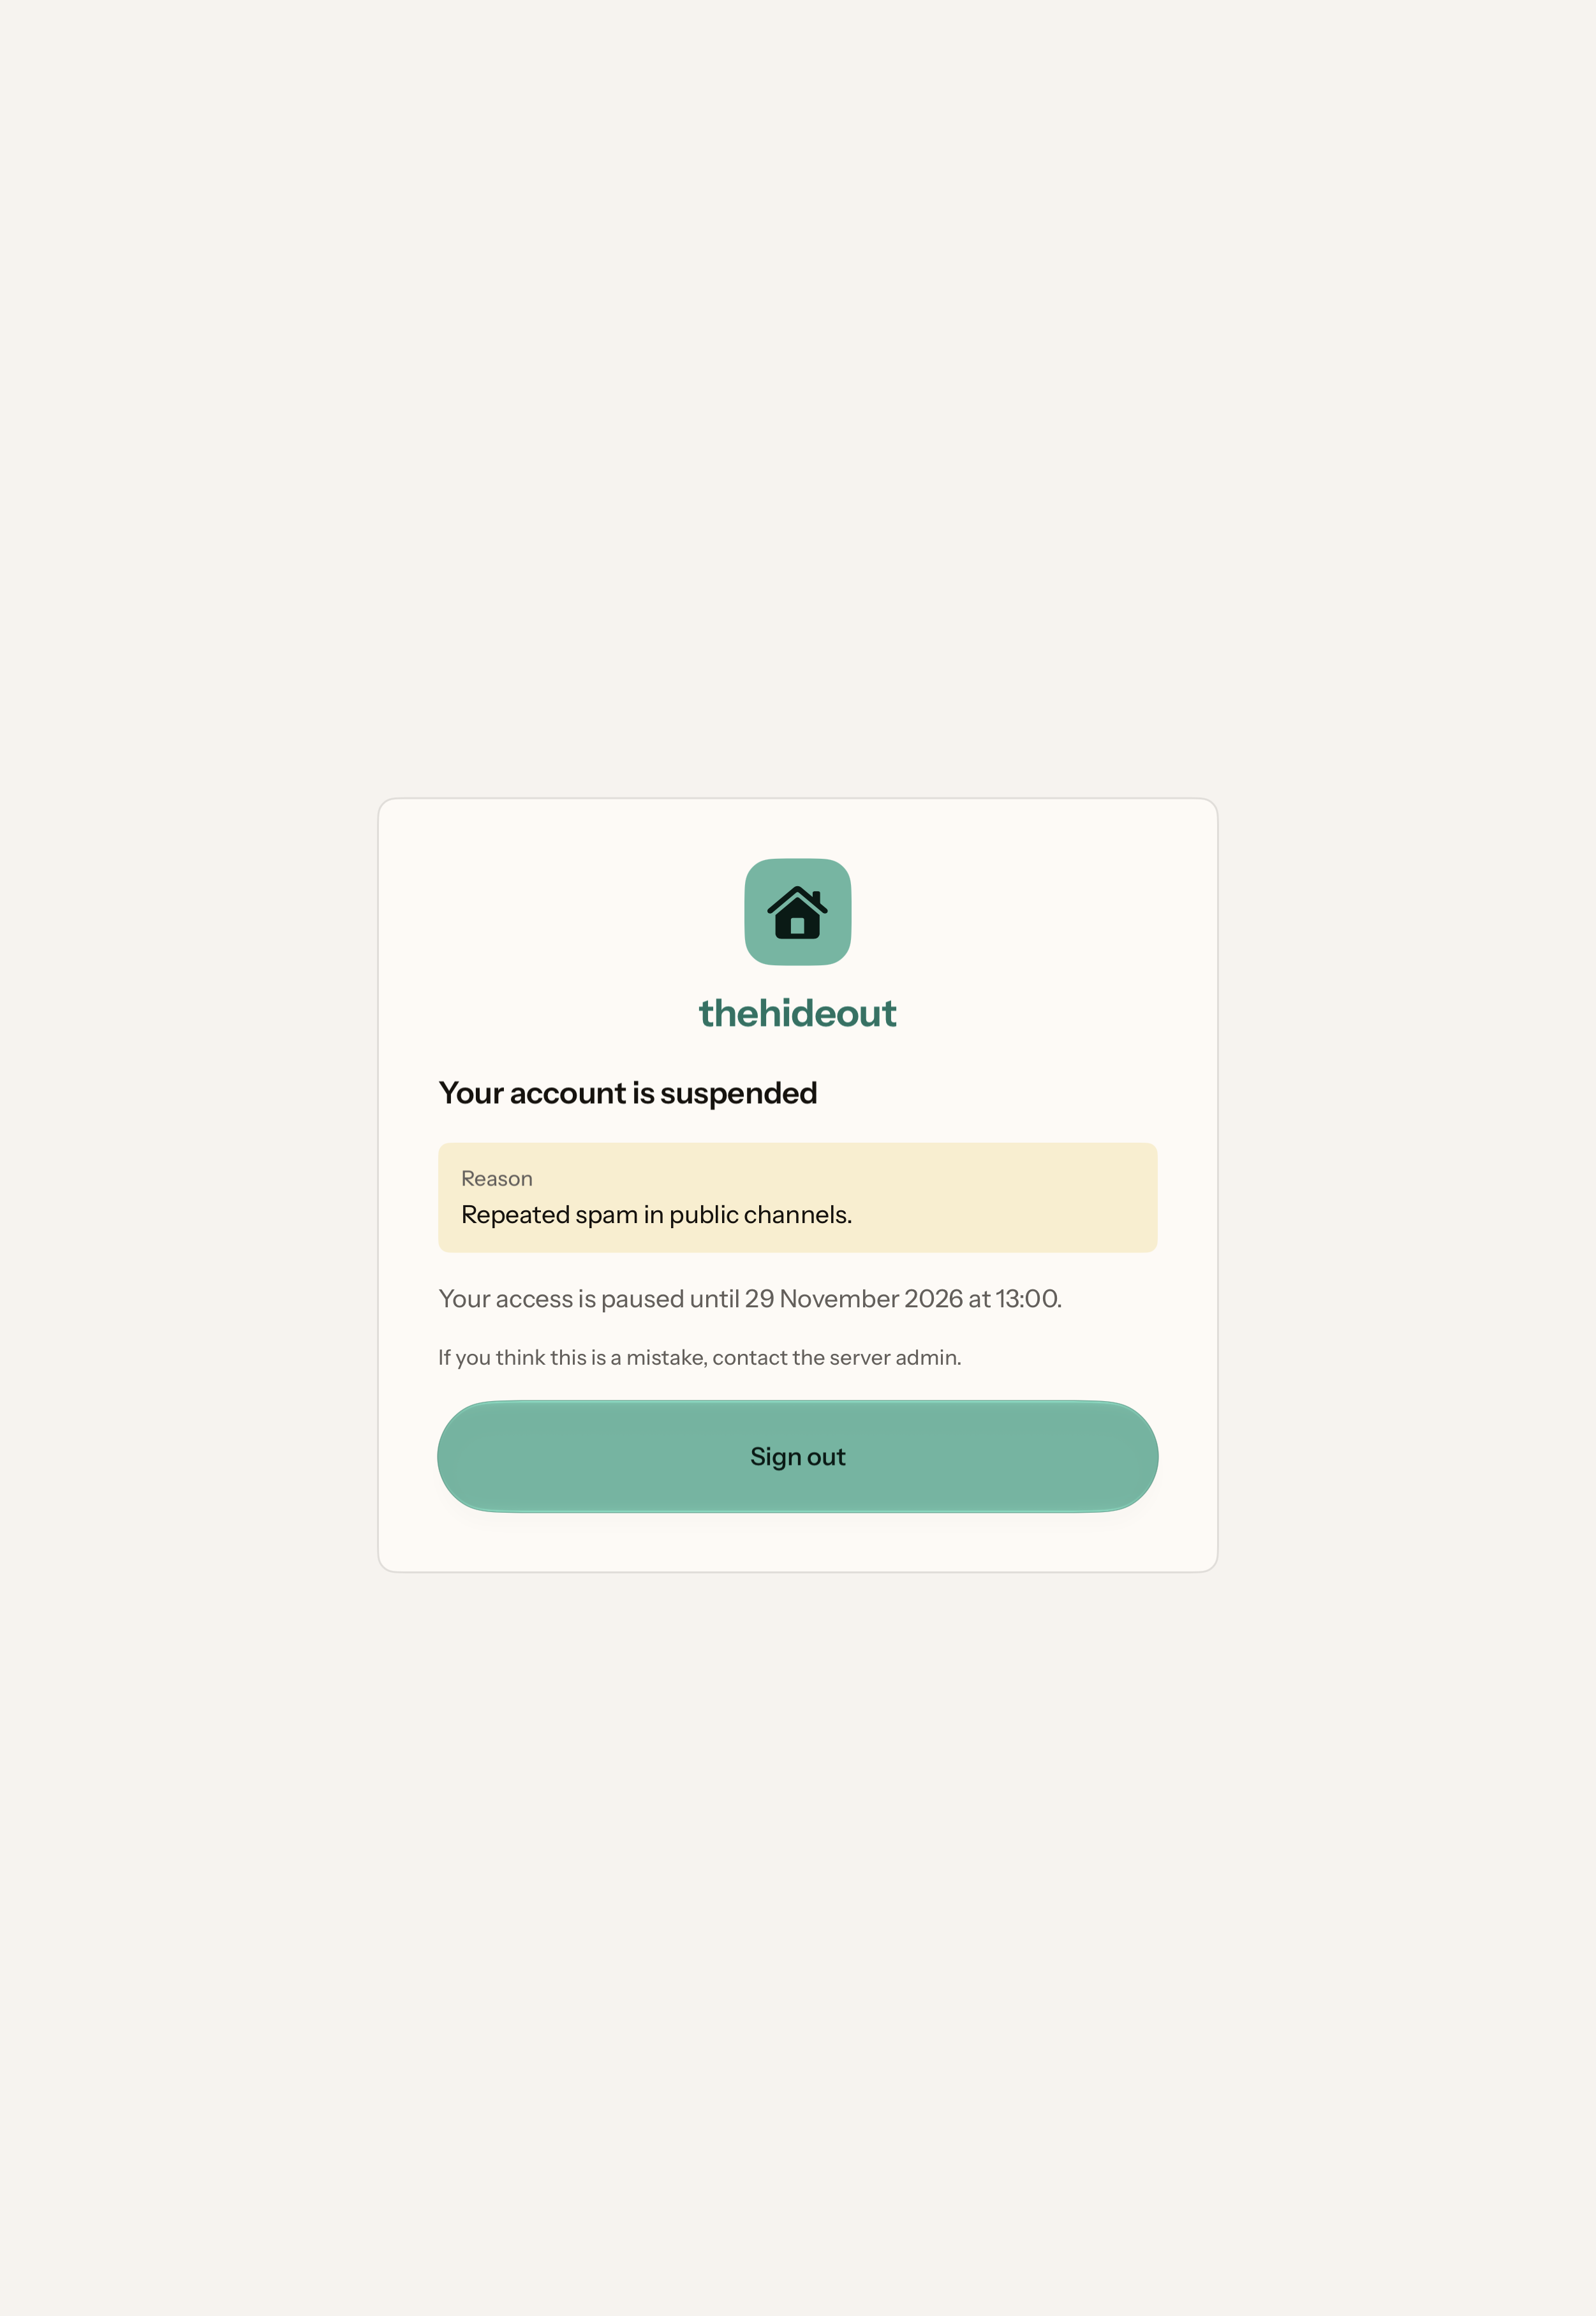 thehideout
Your account is suspended
Reason
Repeated spam in public channels.
Your access is paused until 29 November 2026 at 13:00.
If you think this is a mistake, contact the server admin.
Sign out